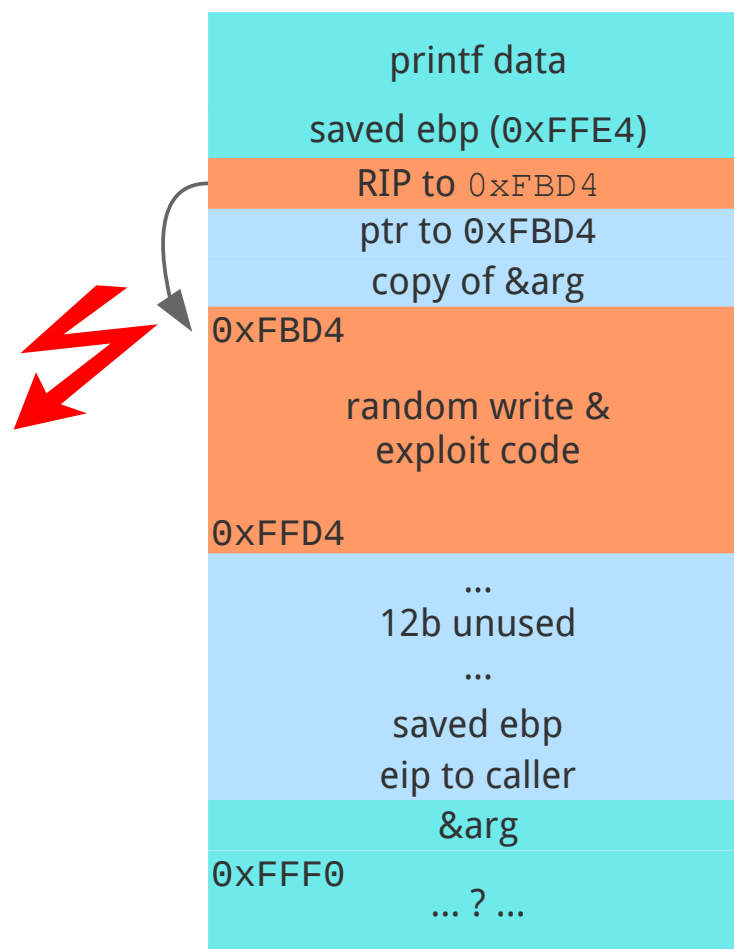 printf data
saved ebp (0xFFE4)
RIP to 0xFBD4
ptr to 0xFBD4
copy of &arg
0xFBD4
random write &
exploit code
0xFFD4
...
12b unused
...
saved ebp
eip to caller
&arg
0xFFF0
... ? ...